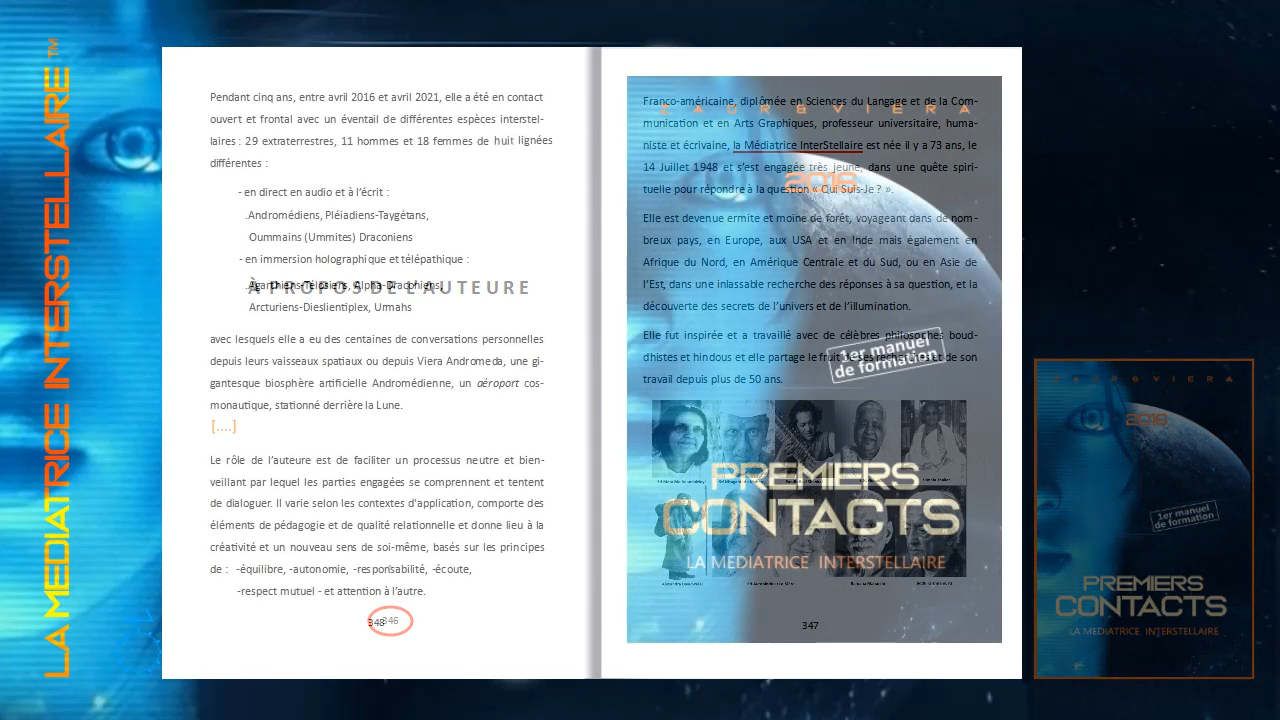 LA MEDIATRICE INTERSTELLAIRE™
Pendant cinq ans, entre avril 2016 et avril 2021, elle a été en contact
ouvert et frontal avec un éventail de différentes espèces interstel-
laires : 29 extraterrestres, 11 hommes et 18 femmes de huit lignées
différentes :
- en direct en audio et à l'écrit :
.Andromédiens, Pléiadiens-Taygétans,
Oummains (Ummites) Draconiens
- en immersion holographique et télépathique :
.Agarthiens-Télosiens, Alpha-Draconiens,
À PROPOS DE L'AUTEURE
Arcturiens-Dieslientiplex, Urmahs
avec lesquels elle a eu des centaines de conversations personnelles
depuis leurs vaisseaux spatiaux ou depuis Viera Andromeda, une gi-
gantesque biosphère artificielle Andromédienne, un aéroport cos-
monautique, stationné derrière la Lune.
[....]
Le rôle de l'auteure est de faciliter un processus neutre et bien-
veillant par lequel les parties engagées se comprennent et tentent
de dialoguer. Il varie selon les contextes d'application, comporte des
éléments de pédagogie et de qualité relationnelle et donne lieu à la
créativité et un nouveau sens de soi-même, basés sur les principes
de : -équilibre, -autonomie, -responsabilité, -écoute,
-respect mutuel - et attention à l'autre.
348
346
Franco-américaine, diplômée en Sciences du Langage et de la Com-
ZAOR&VIERA
munication et en Arts Graphiques, professeur universitaire, huma-
niste et écrivaine, la Médiatrice InterStellaire est née il y a 73 ans, le
14 Juillet 1948 et s'est engagée très jeune, dans une quête spiri-
2016
tuelle pour répondre à la question « Qui Suis-Je ? ».
Elle est devenue ermite et moine de forêt, voyageant dans de nom-
breux pays, en Europe, aux USA et en Inde mais également en
Afrique du Nord, en Amérique Centrale et du Sud, ou en Asie de
l'Est, dans une inlassable recherche des réponses à sa question, et la
découverte des secrets de l'univers et de l'illumination.
Elle fut inspirée et a travaillé avec de célèbres philosophes boud-
dhistes et hindous et elle partage le fruit de ses recherches et de son
travail depuis plus de 50 ans.
1er manuel
de formation
PREMIERS
CONTACTS
LA MEDIATRICE INTERSTELLAIRE
347
ZAOR&VIERA
2016
1er manuel
de formation
PREMIERS
CONTACTS
LA MEDIATRICE INTERSTELLAIRE